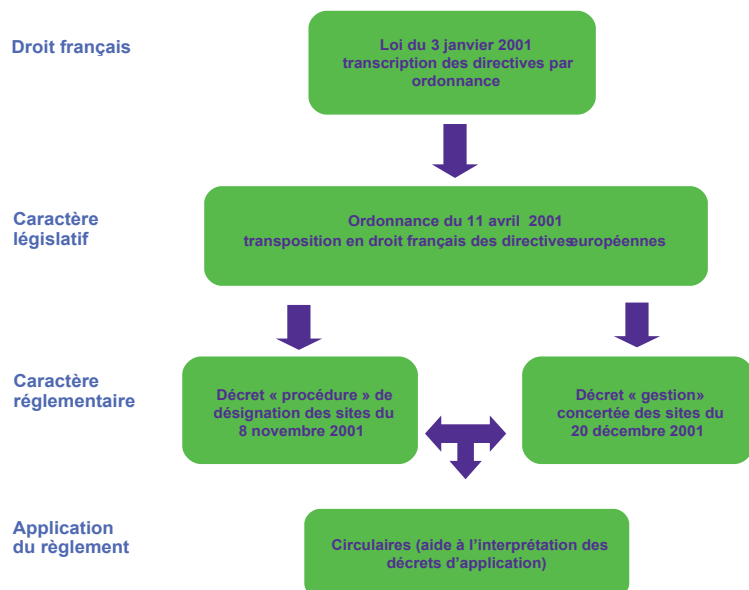 Droit français
Loi du 3 janvier 2001
transcription des directives par
ordonnance
Caractère
législatif
Ordonnance du 11 avril 2001
transposition en droit français des directives européennes
Caractère
réglementaire
Décret « procédure » de
désignation des sites du
8 novembre 2001
Décret « gestion»
concertée des sites du
20 décembre 2001
Application
du règlement
Circulaires (aide à l'interprétation des
décrets d'application)